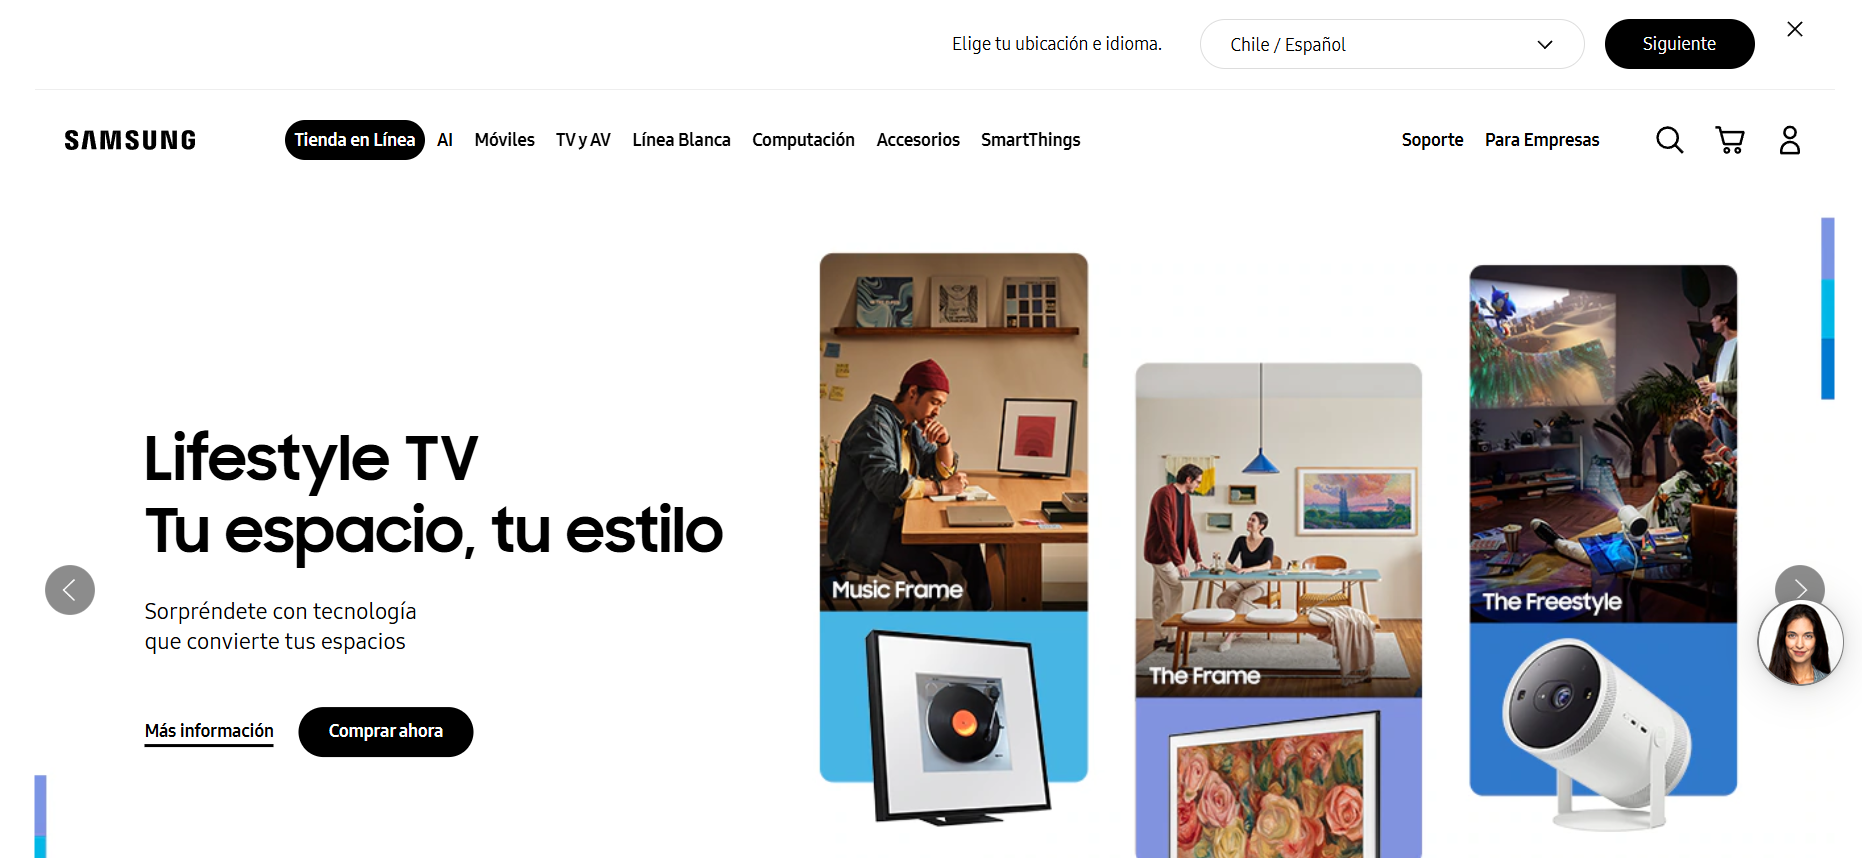 Elige tu ubicación e idioma.
Chile / Español
Siguiente
SAMSUNG
Tienda en Línea
AI
Móviles
TV y AV
Línea Blanca
Computación
Accesorios
SmartThings
Soporte
Para Empresas
Lifestyle TV
Tu espacio, tu estilo
Sorpréndete con tecnología
que convierte tus espacios
Más información
Comprar ahora
Music Frame
The Frame
The Freestyle